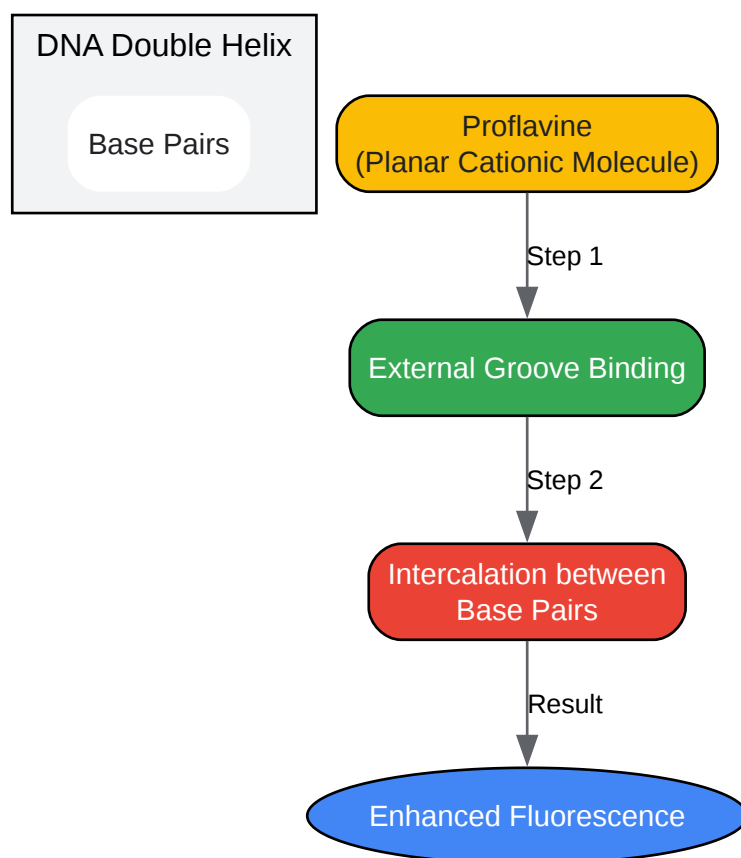 DNA Double Helix
Base Pairs
Proflavine
(Planar Cationic Molecule)
Step 1
External Groove Binding
Step 2
Intercalation between
Base Pairs
Result
Enhanced Fluorescence